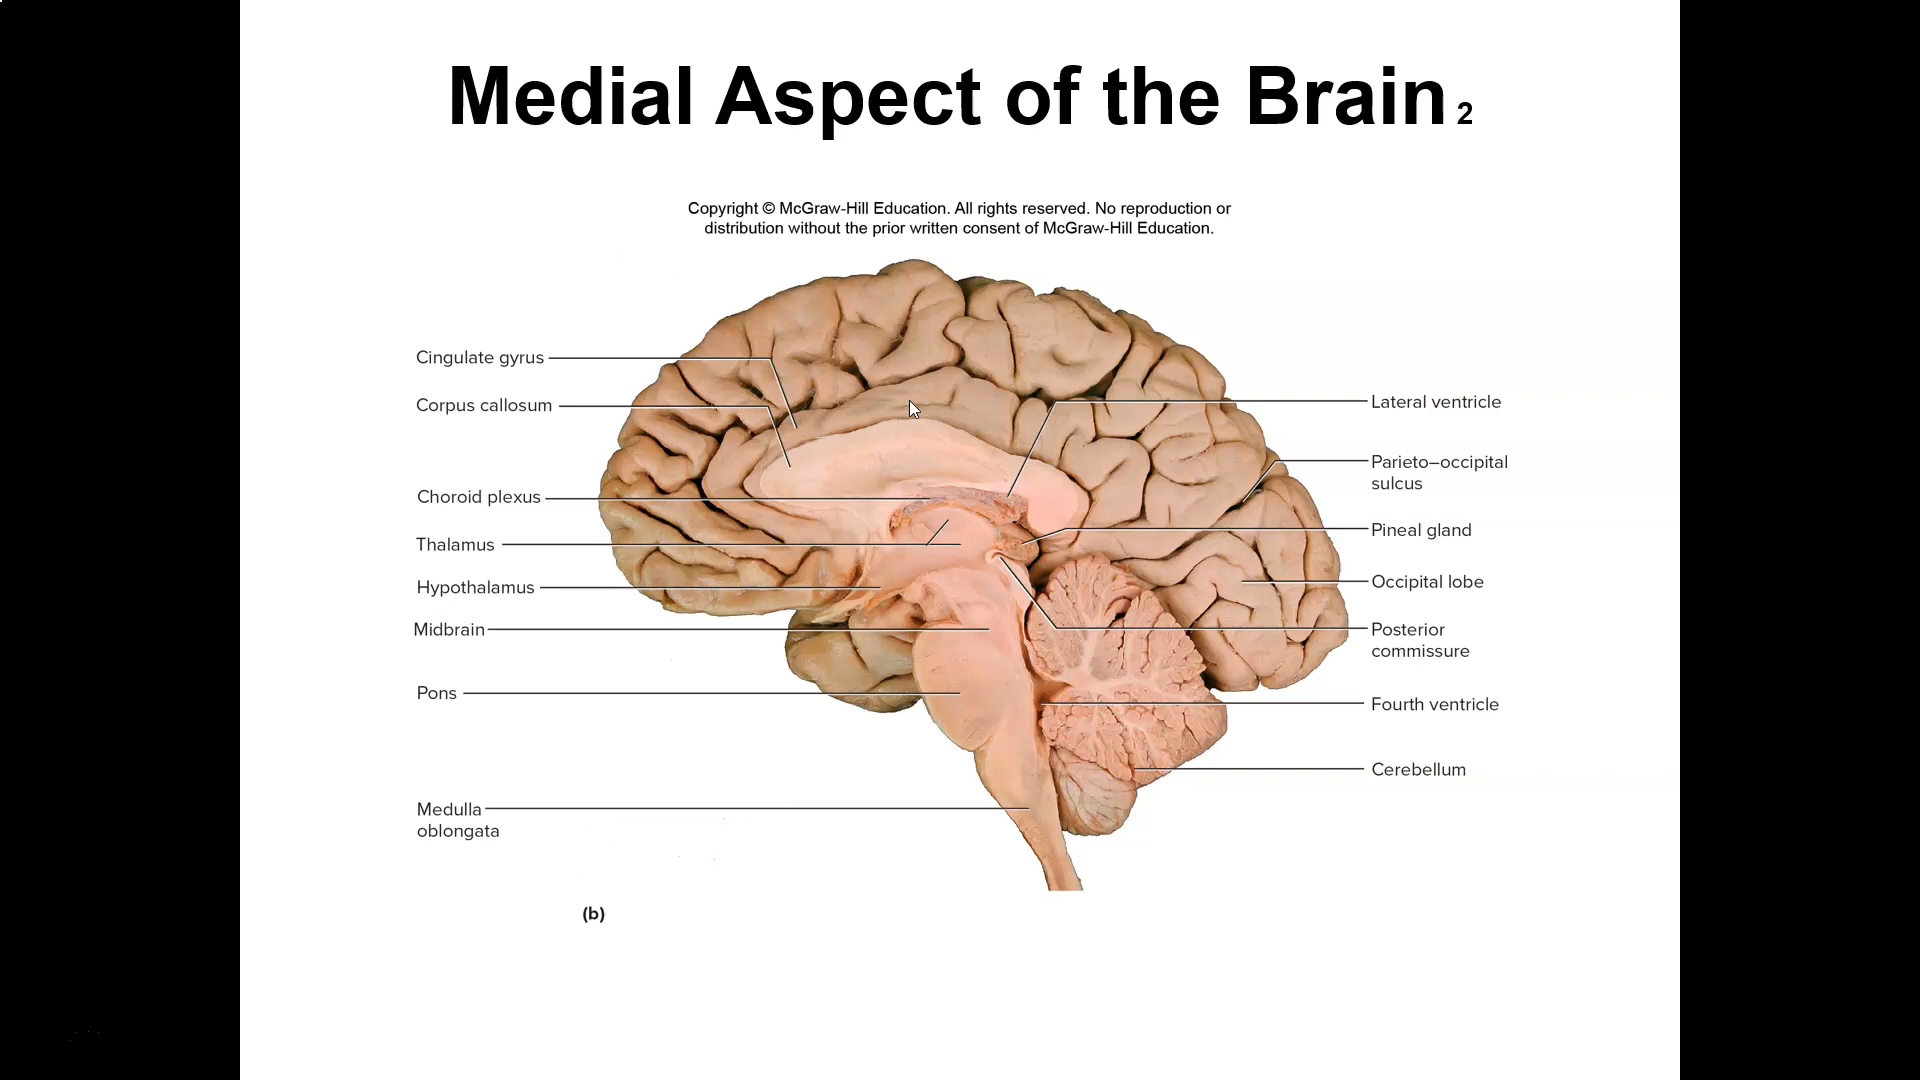 Medial Aspect of the Brain 2
Copyright © McGraw-Hill Education. All rights reserved. No reproduction or
distribution without the prior written consent of McGraw-Hill Education.
Cingulate gyrus
Corpus callosum
Choroid plexus
Thalamus
Hypothalamus
Midbrain
Pons
Medulla
oblongata
Lateral ventricle
Parieto–occipital
sulcus
Pineal gland
Occipital lobe
Posterior
commissure
Fourth ventricle
Cerebellum
(b)